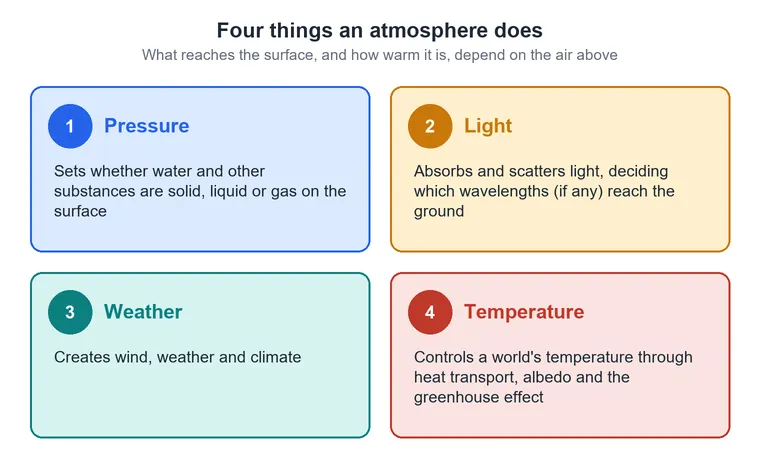 Four things an atmosphere does
What reaches the surface, and how warm it is, depend on the air above
1
Pressure
Sets whether water and other
substances are solid, liquid or gas on the
surface
2
Light
Absorbs and scatters light, deciding
which wavelengths (if any) reach the
ground
3
Weather
Creates wind, weather and climate
4
Temperature
Controls a world's temperature through
heat transport, albedo and the
greenhouse effect